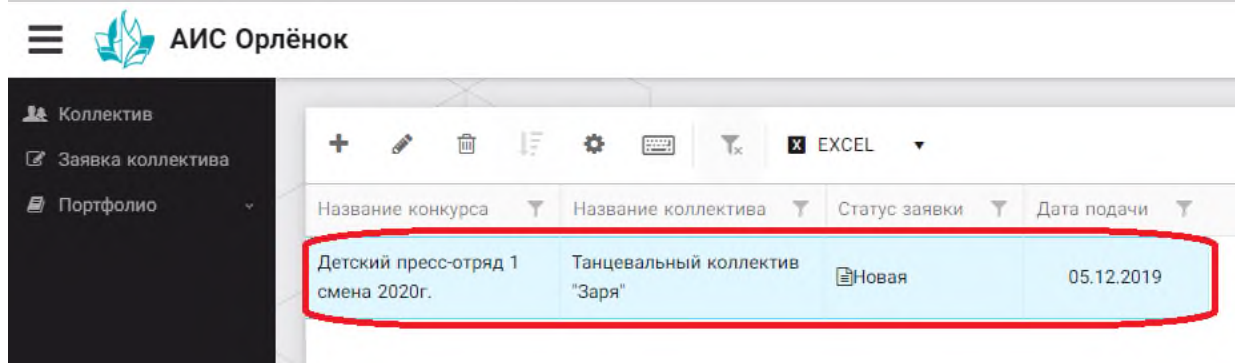 АИС Орлёнок
Коллектив
Заявка коллектива
Портфолио
EXCEL
Название конкурса Название коллектива Статус заявки Дата подачи
Детский пресс-отряд 1 Танцевальный коллектив
смена 2020г. "Заря" Новая 05.12.2019